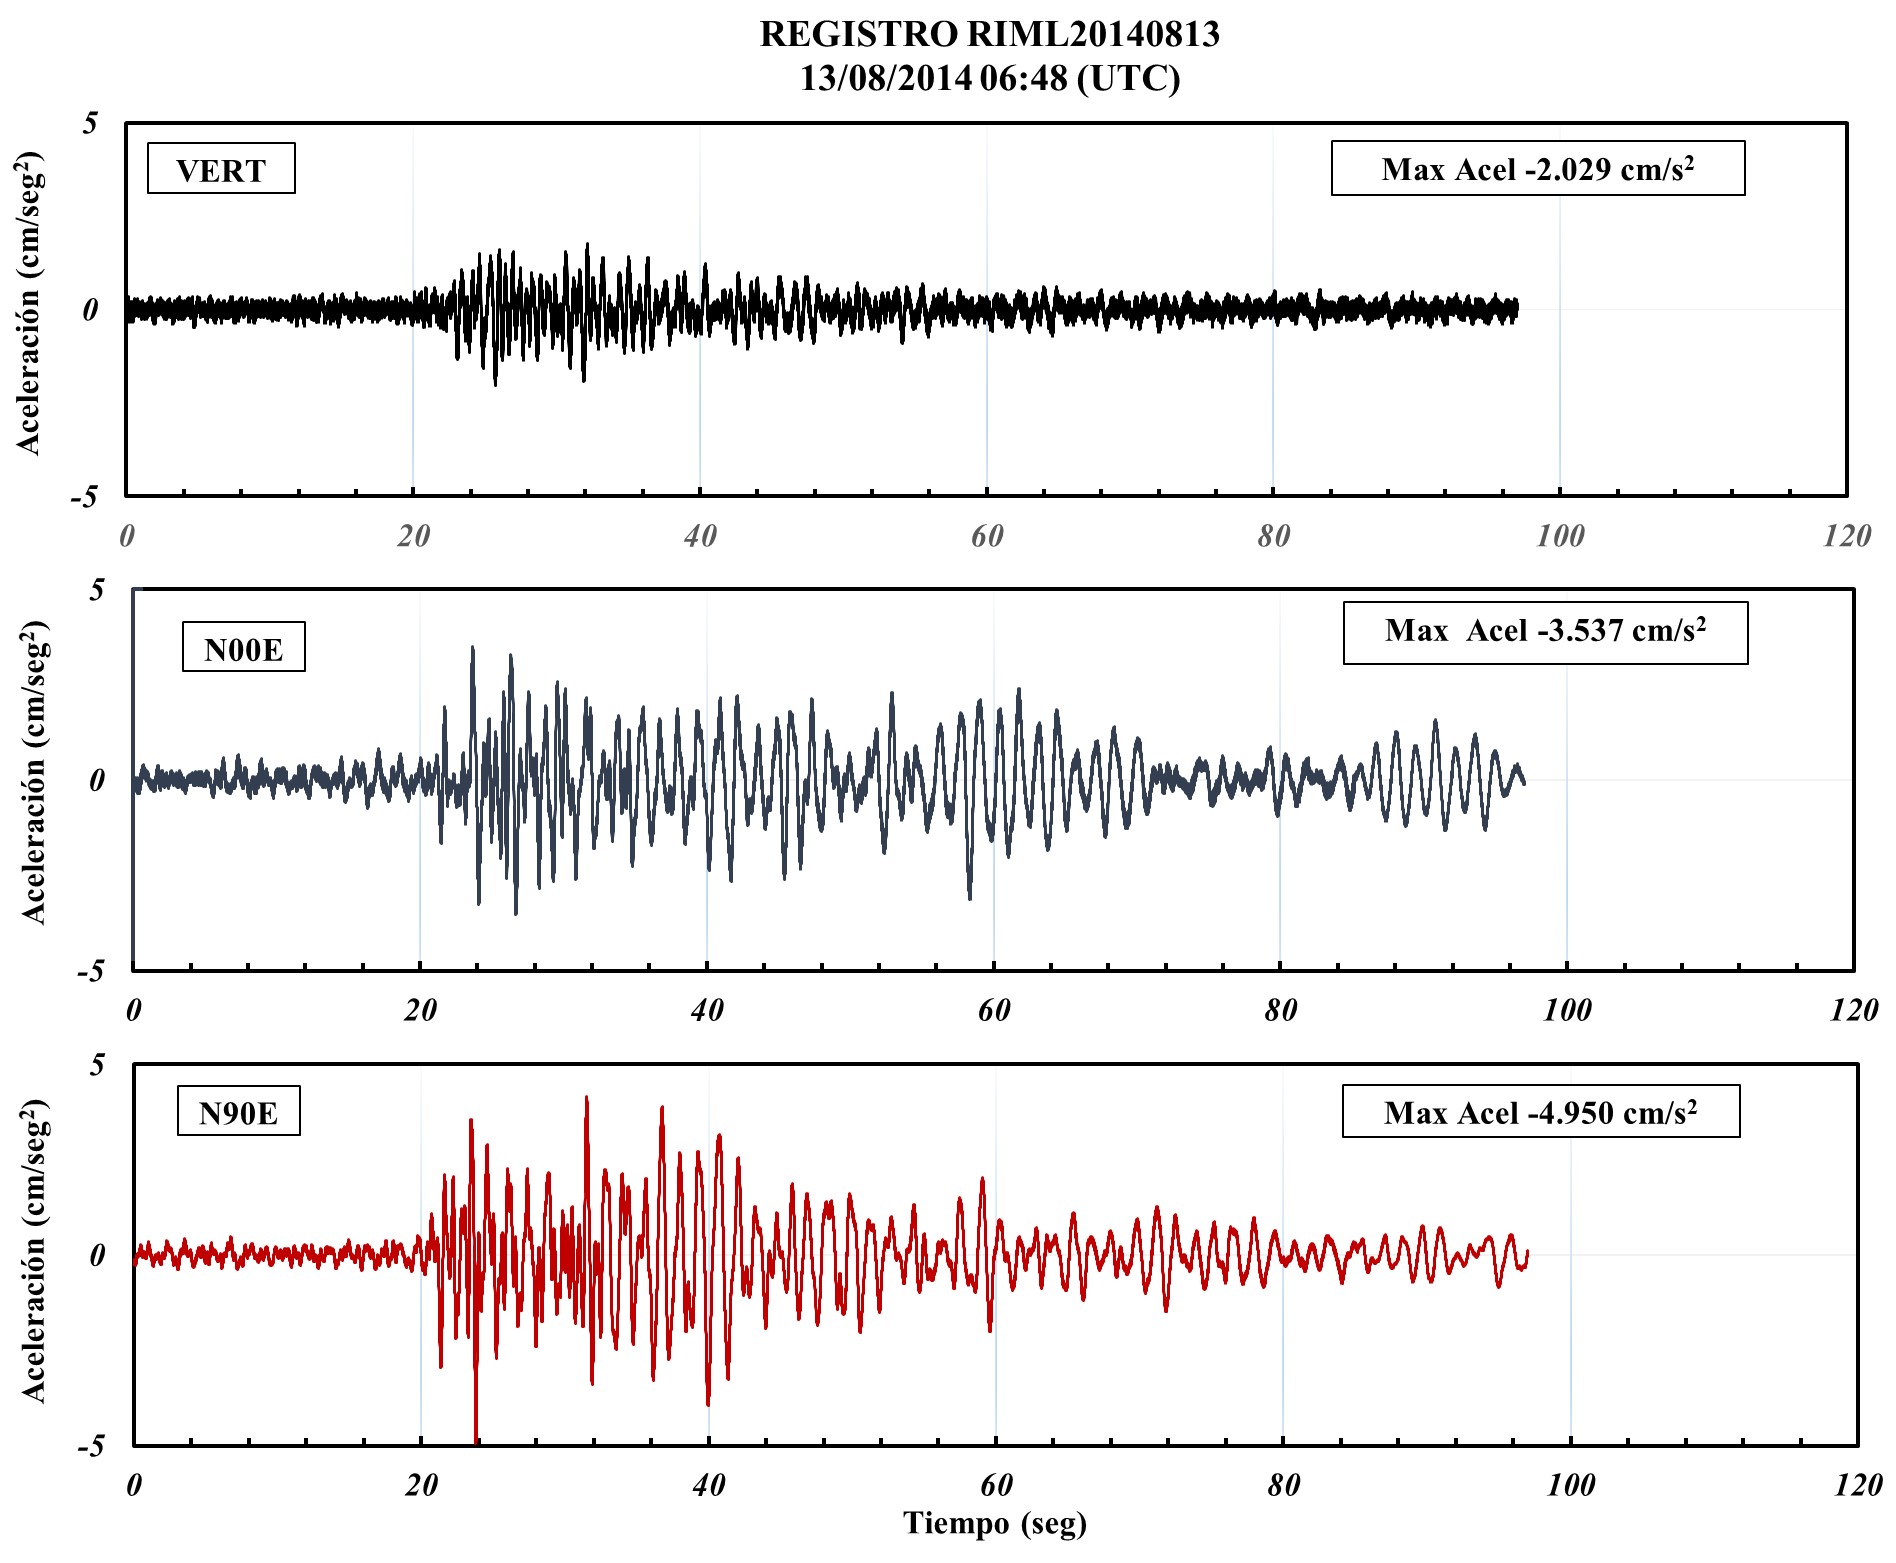 REGISTRO RIML20140813
13/08/2014 06:48 (UTC)
5
VERT
Max Acel -2.029 cm/s²
Aceleración (cm/seg²)
0
-5
0 20 40 60 80 100 120
5
N00E
Max Acel -3.537 cm/s²
Aceleración (cm/seg²)
0
-5
0 20 40 60 80 100 120
5
N90E
Max Acel -4.950 cm/s²
Aceleración (cm/seg²)
0
-5
0 20 40 60 80 100 120
Tiempo (seg)